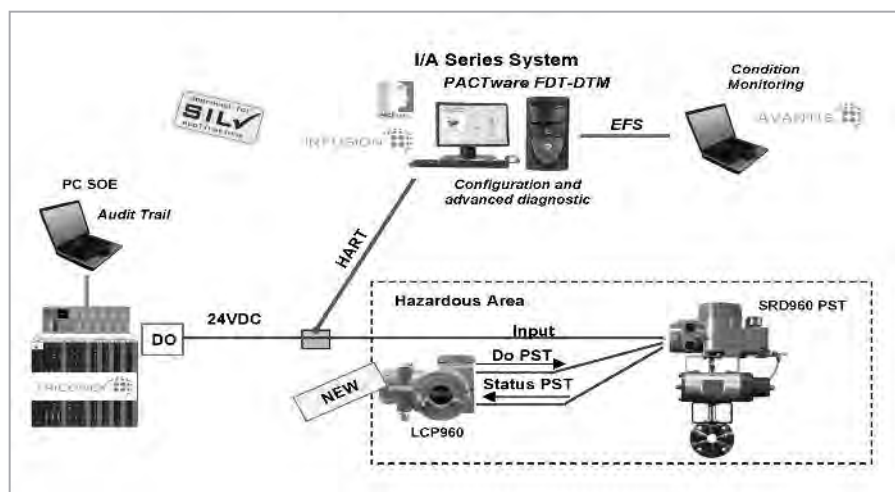 I/A Series System
PACTware FDT-DTM
Condition
Monitoring
SIL
INFUSION
EFS
AVANTIS
Configuration and
advanced diagnostic
PC SOE
Audit Trail
HART
Hazardous Area
SRD960 PST
24VDC
DO
Input
Do PST
TRICONEX
NEW
Status PST
LCP960